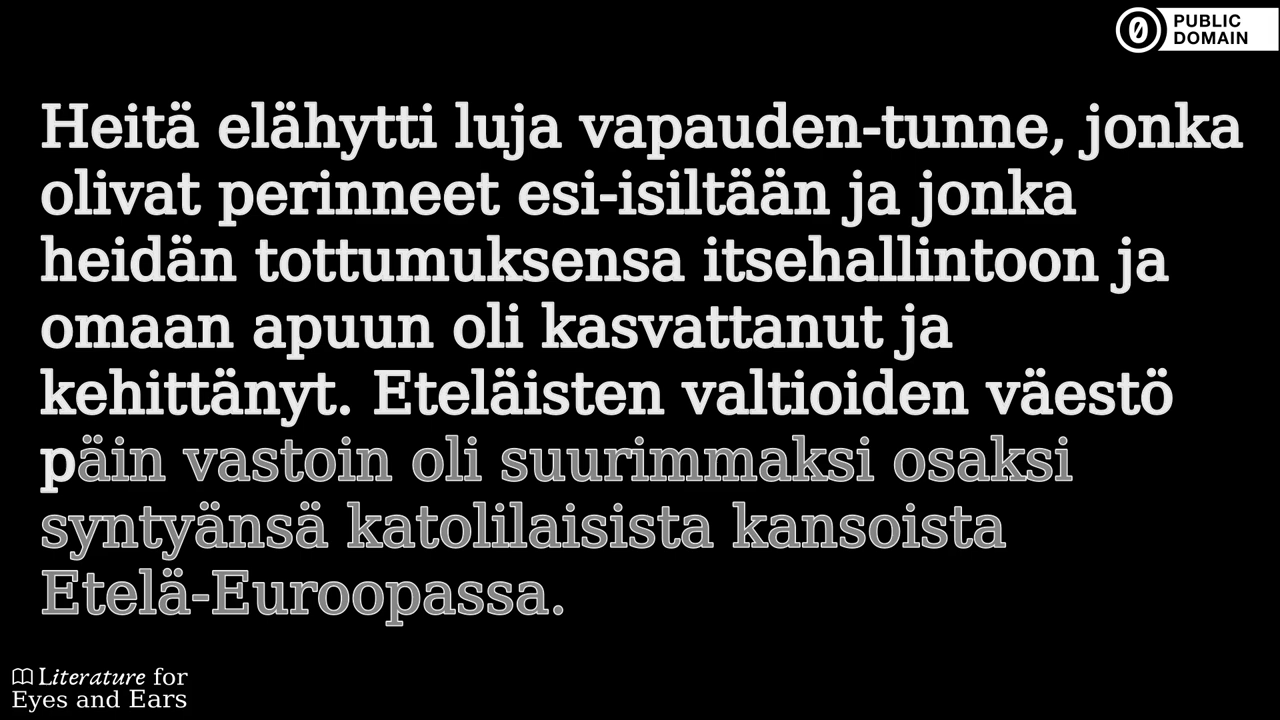 PUBLIC
DOMAIN
Heitä elähytti luja vapauden-tunne, jonka
olivat perinneet esi-isiltään ja jonka
heidän tottumuksensa itsehallintoon ja
omaan apuun oli kasvattanut ja
kehittänyt. Eteläisten valtioiden väestö
päin vastoin oli suurimmaksi osaksi
syntyänsä katolilaisista kansoista
Etelä-Euroopassa.
Literature for
Eyes and Ears